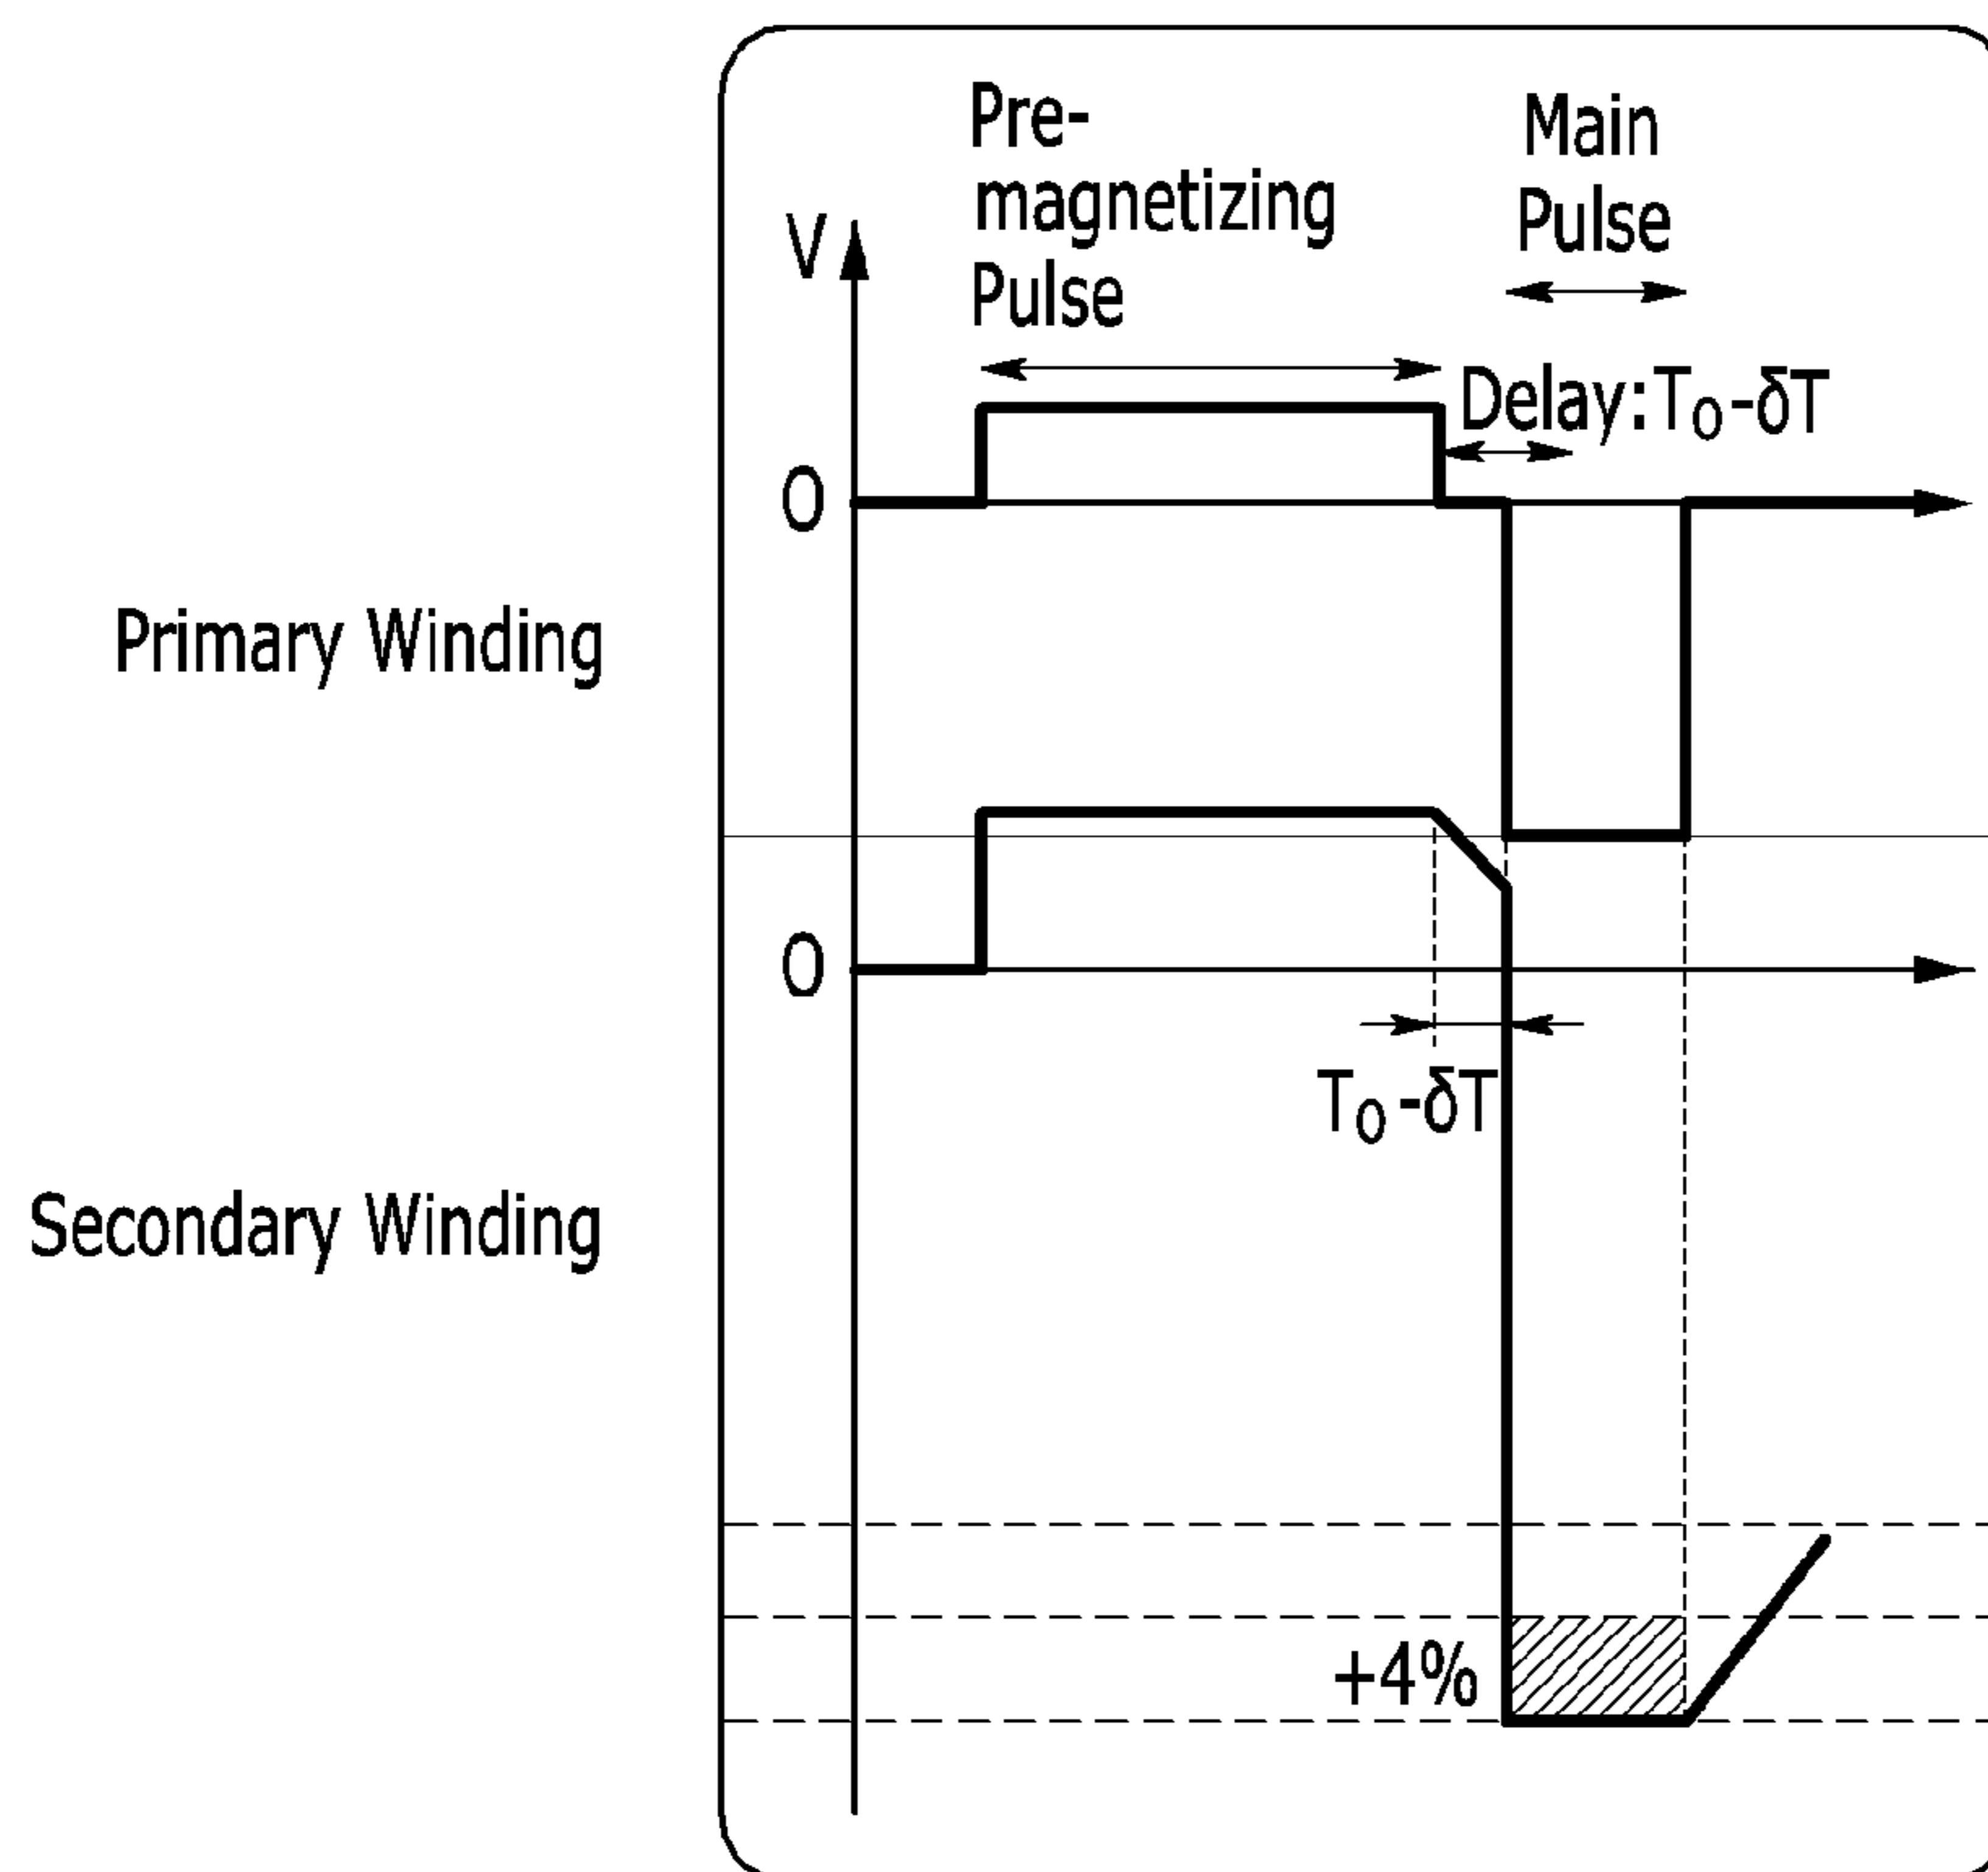 Pre-
magnetizing
Pulse
Main
Pulse
V
Delay:T₀-δT
0
Primary Winding
0
T₀-δT
Secondary Winding
+4%